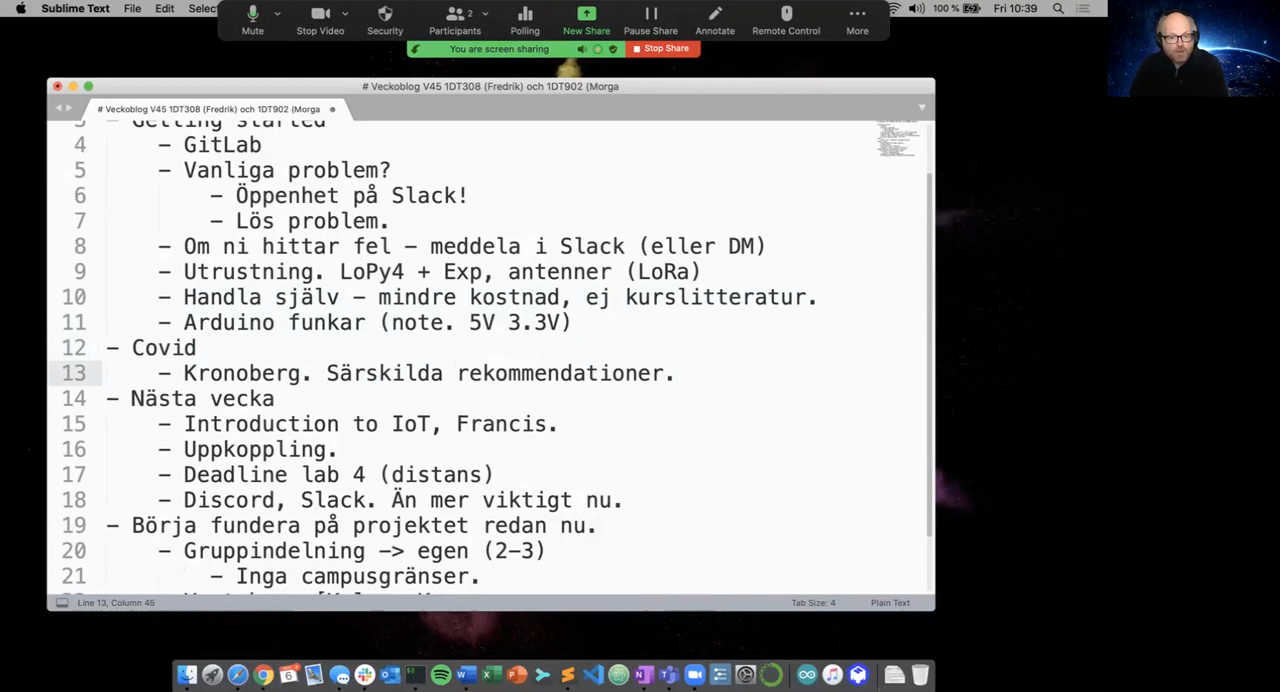 Sublime Text File Edit Selec
100 % Fri 10:39
Mute Stop Video Security Participants 2 Polling New Share Pause Share Annotate Remote Control More
You are screen sharing Stop Share
# Veckoblog V45 1DT308 (Fredrik) och 1DT902 (Morga
# Veckoblog V45 1DT308 (Fredrik) och 1DT902 (Morga
3 - Getting started
4 - GitLab
5 - Vanliga problem?
6 - Öppenhet på Slack!
7 - Lös problem.
8 - Om ni hittar fel - meddela i Slack (eller DM)
9 - Utrustning. LoPy4 + Exp, antenner (LoRa)
10 - Handla själv - mindre kostnad, ej kurslitteratur.
11 - Arduino funkar (note. 5V 3.3V)
12 - Covid
13 - Kronoberg. Särskilda rekommendationer.
14 - Nästa vecka
15 - Introduction to IoT, Francis.
16 - Uppkoppling.
17 - Deadline lab 4 (distans)
18 - Discord, Slack. Än mer viktigt nu.
19 - Börja fundera på projektet redan nu.
20 - Gruppindelning -> egen (2-3)
21 - Inga campusgränser.
Line 13, Column 45 Tab Size: 4 Plain Text